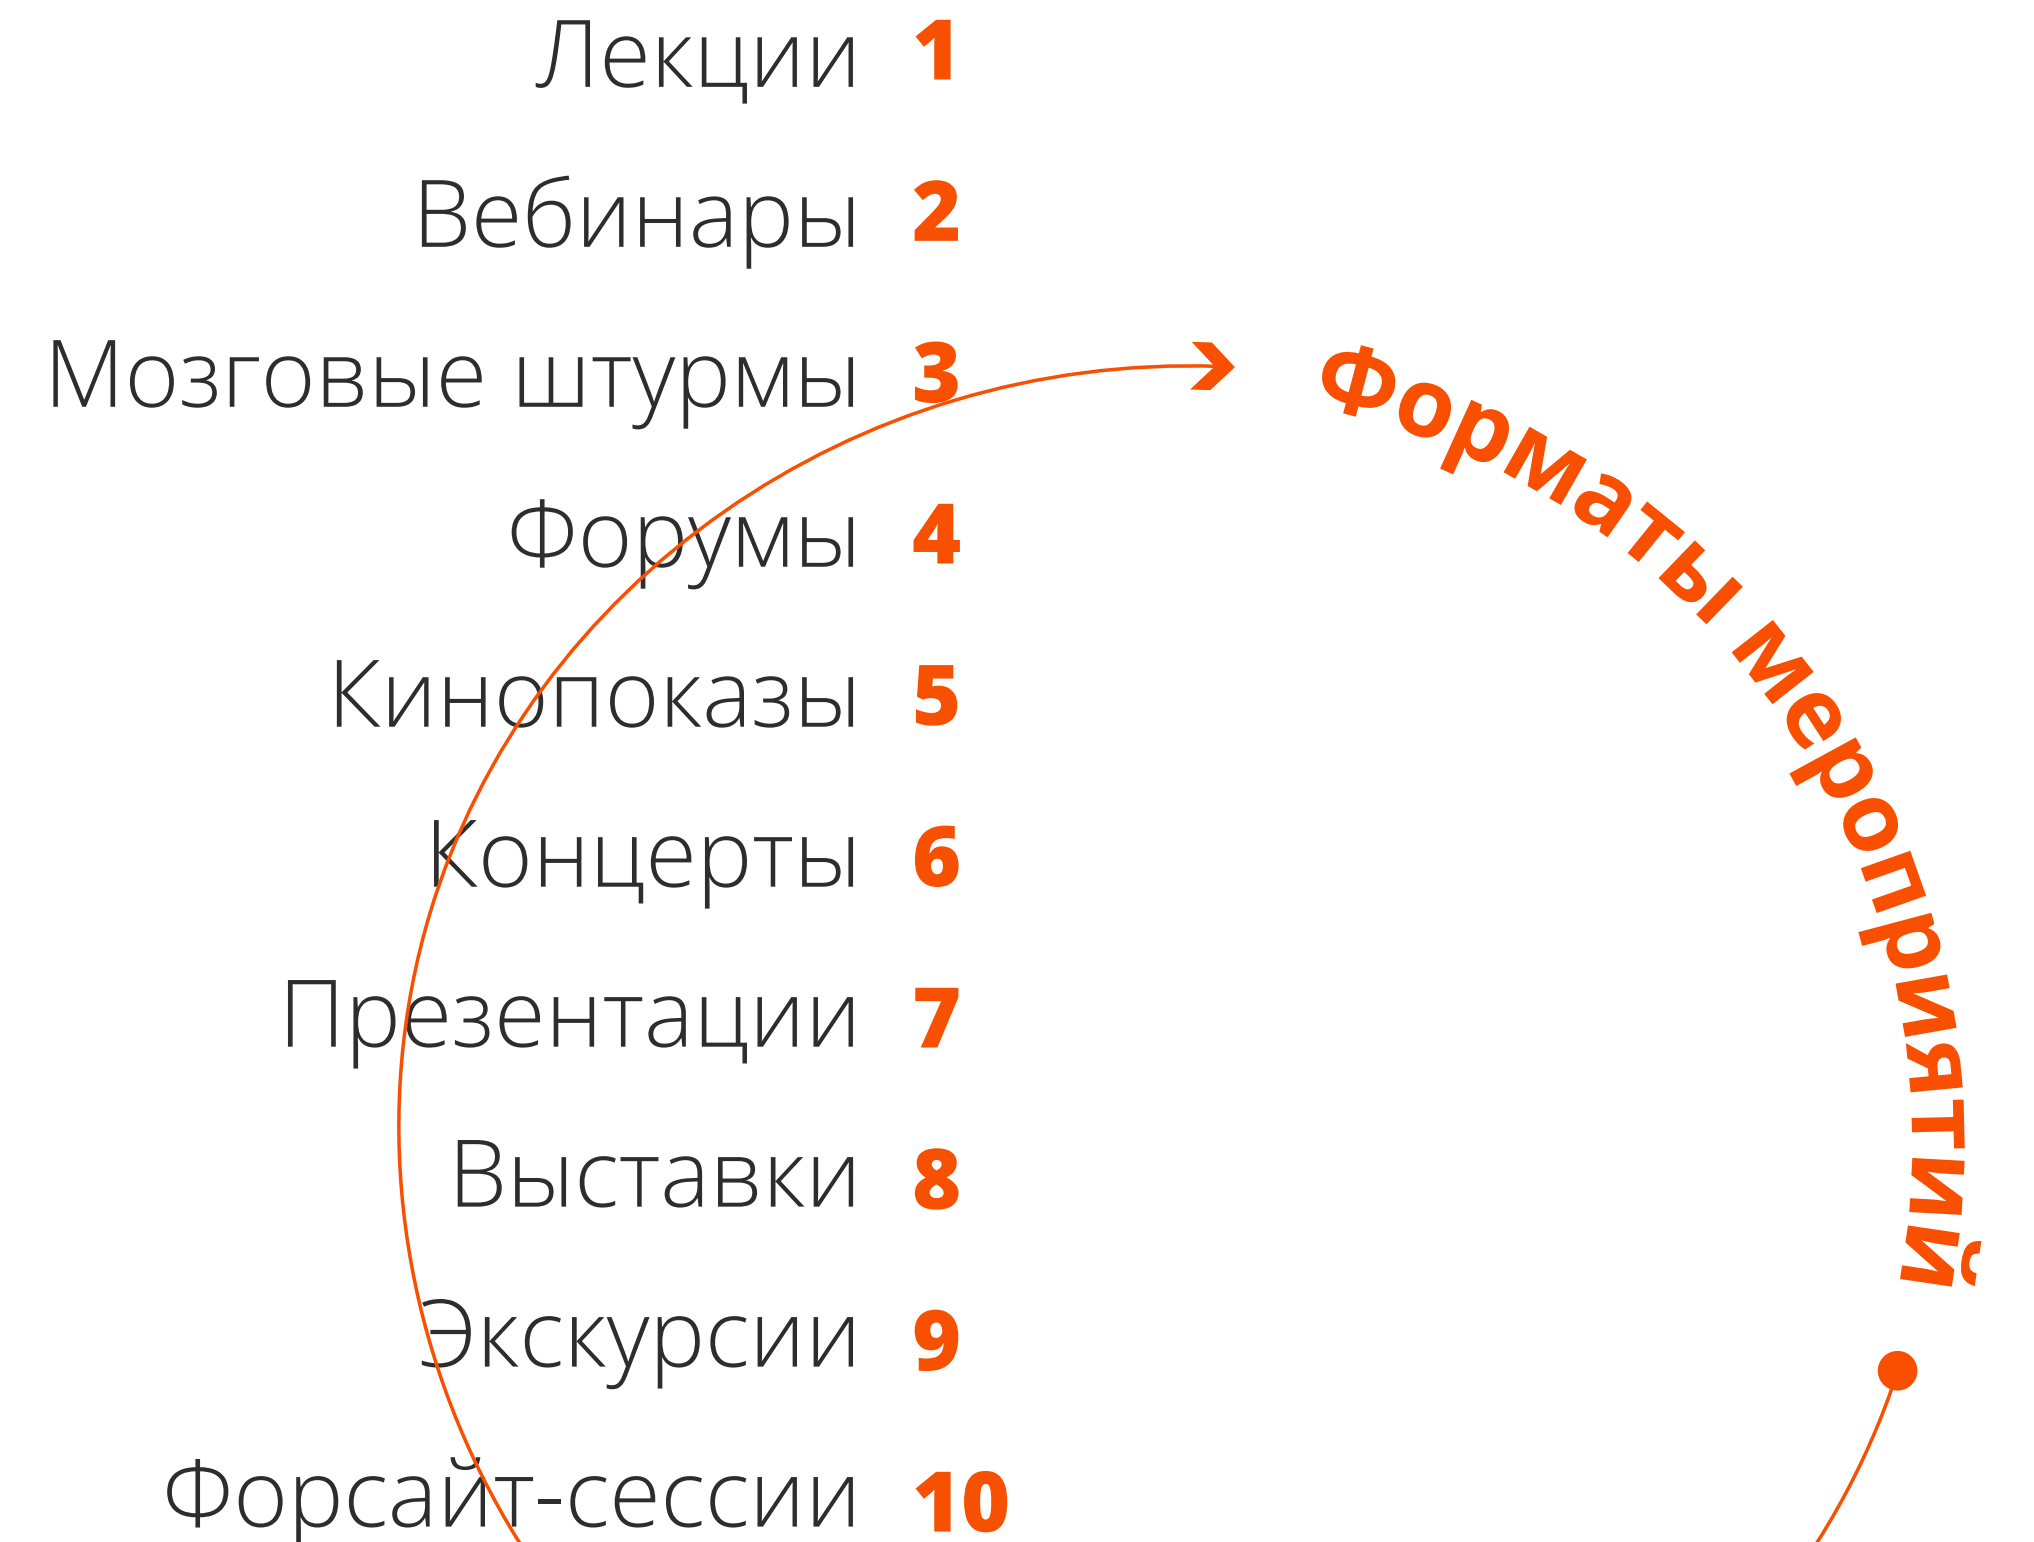 Лекции 1
Вебинары 2
Мозговые штурмы 3
Форумы 4
Кинопоказы 5
Концерты 6
Презентации 7
Выставки 8
Экскурсии 9
Форсайт-сессии 10
Форматы мероприятий